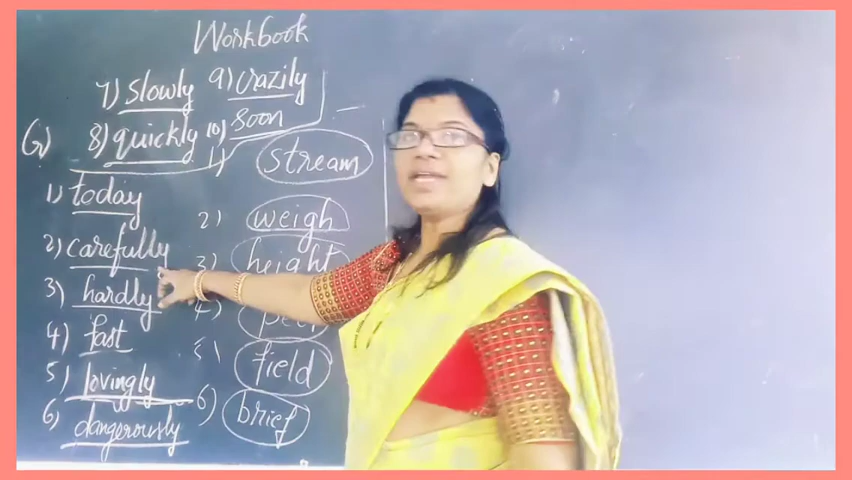 Workbook
7) slowly 9) crazily
G) 8) quickly 10) soon
1) today
2) carefully
3) hardly
4) fast
5) lovingly
6) dangerously
1) stream
2) weigh
3) height
4)
5) field
6) brief